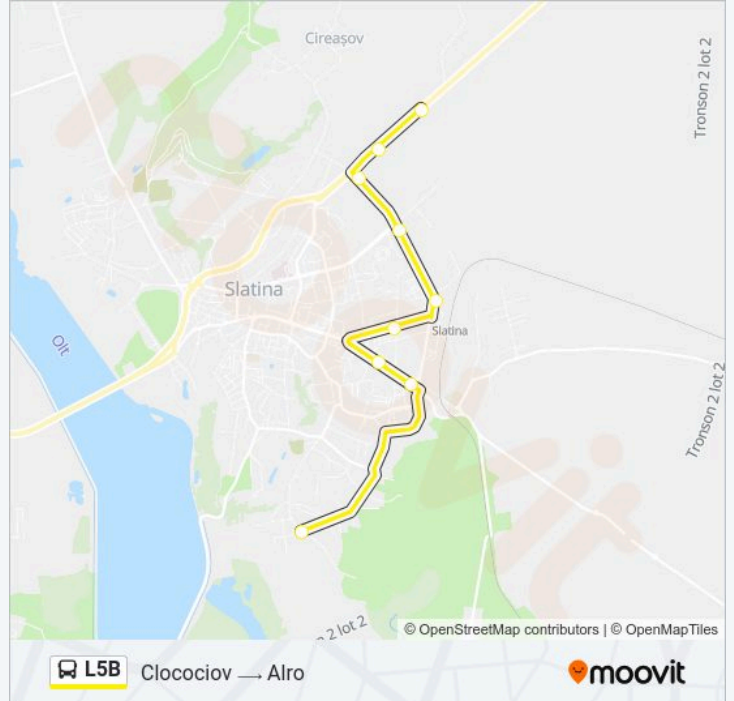 Cireașov
Tronson 2 lot 2
Slatina
Slatina
Olt
Tronson 2 lot 2
2 lot 2
© OpenStreetMap contributors | © OpenMapTiles
L5B Clocociov → Alro
moovit